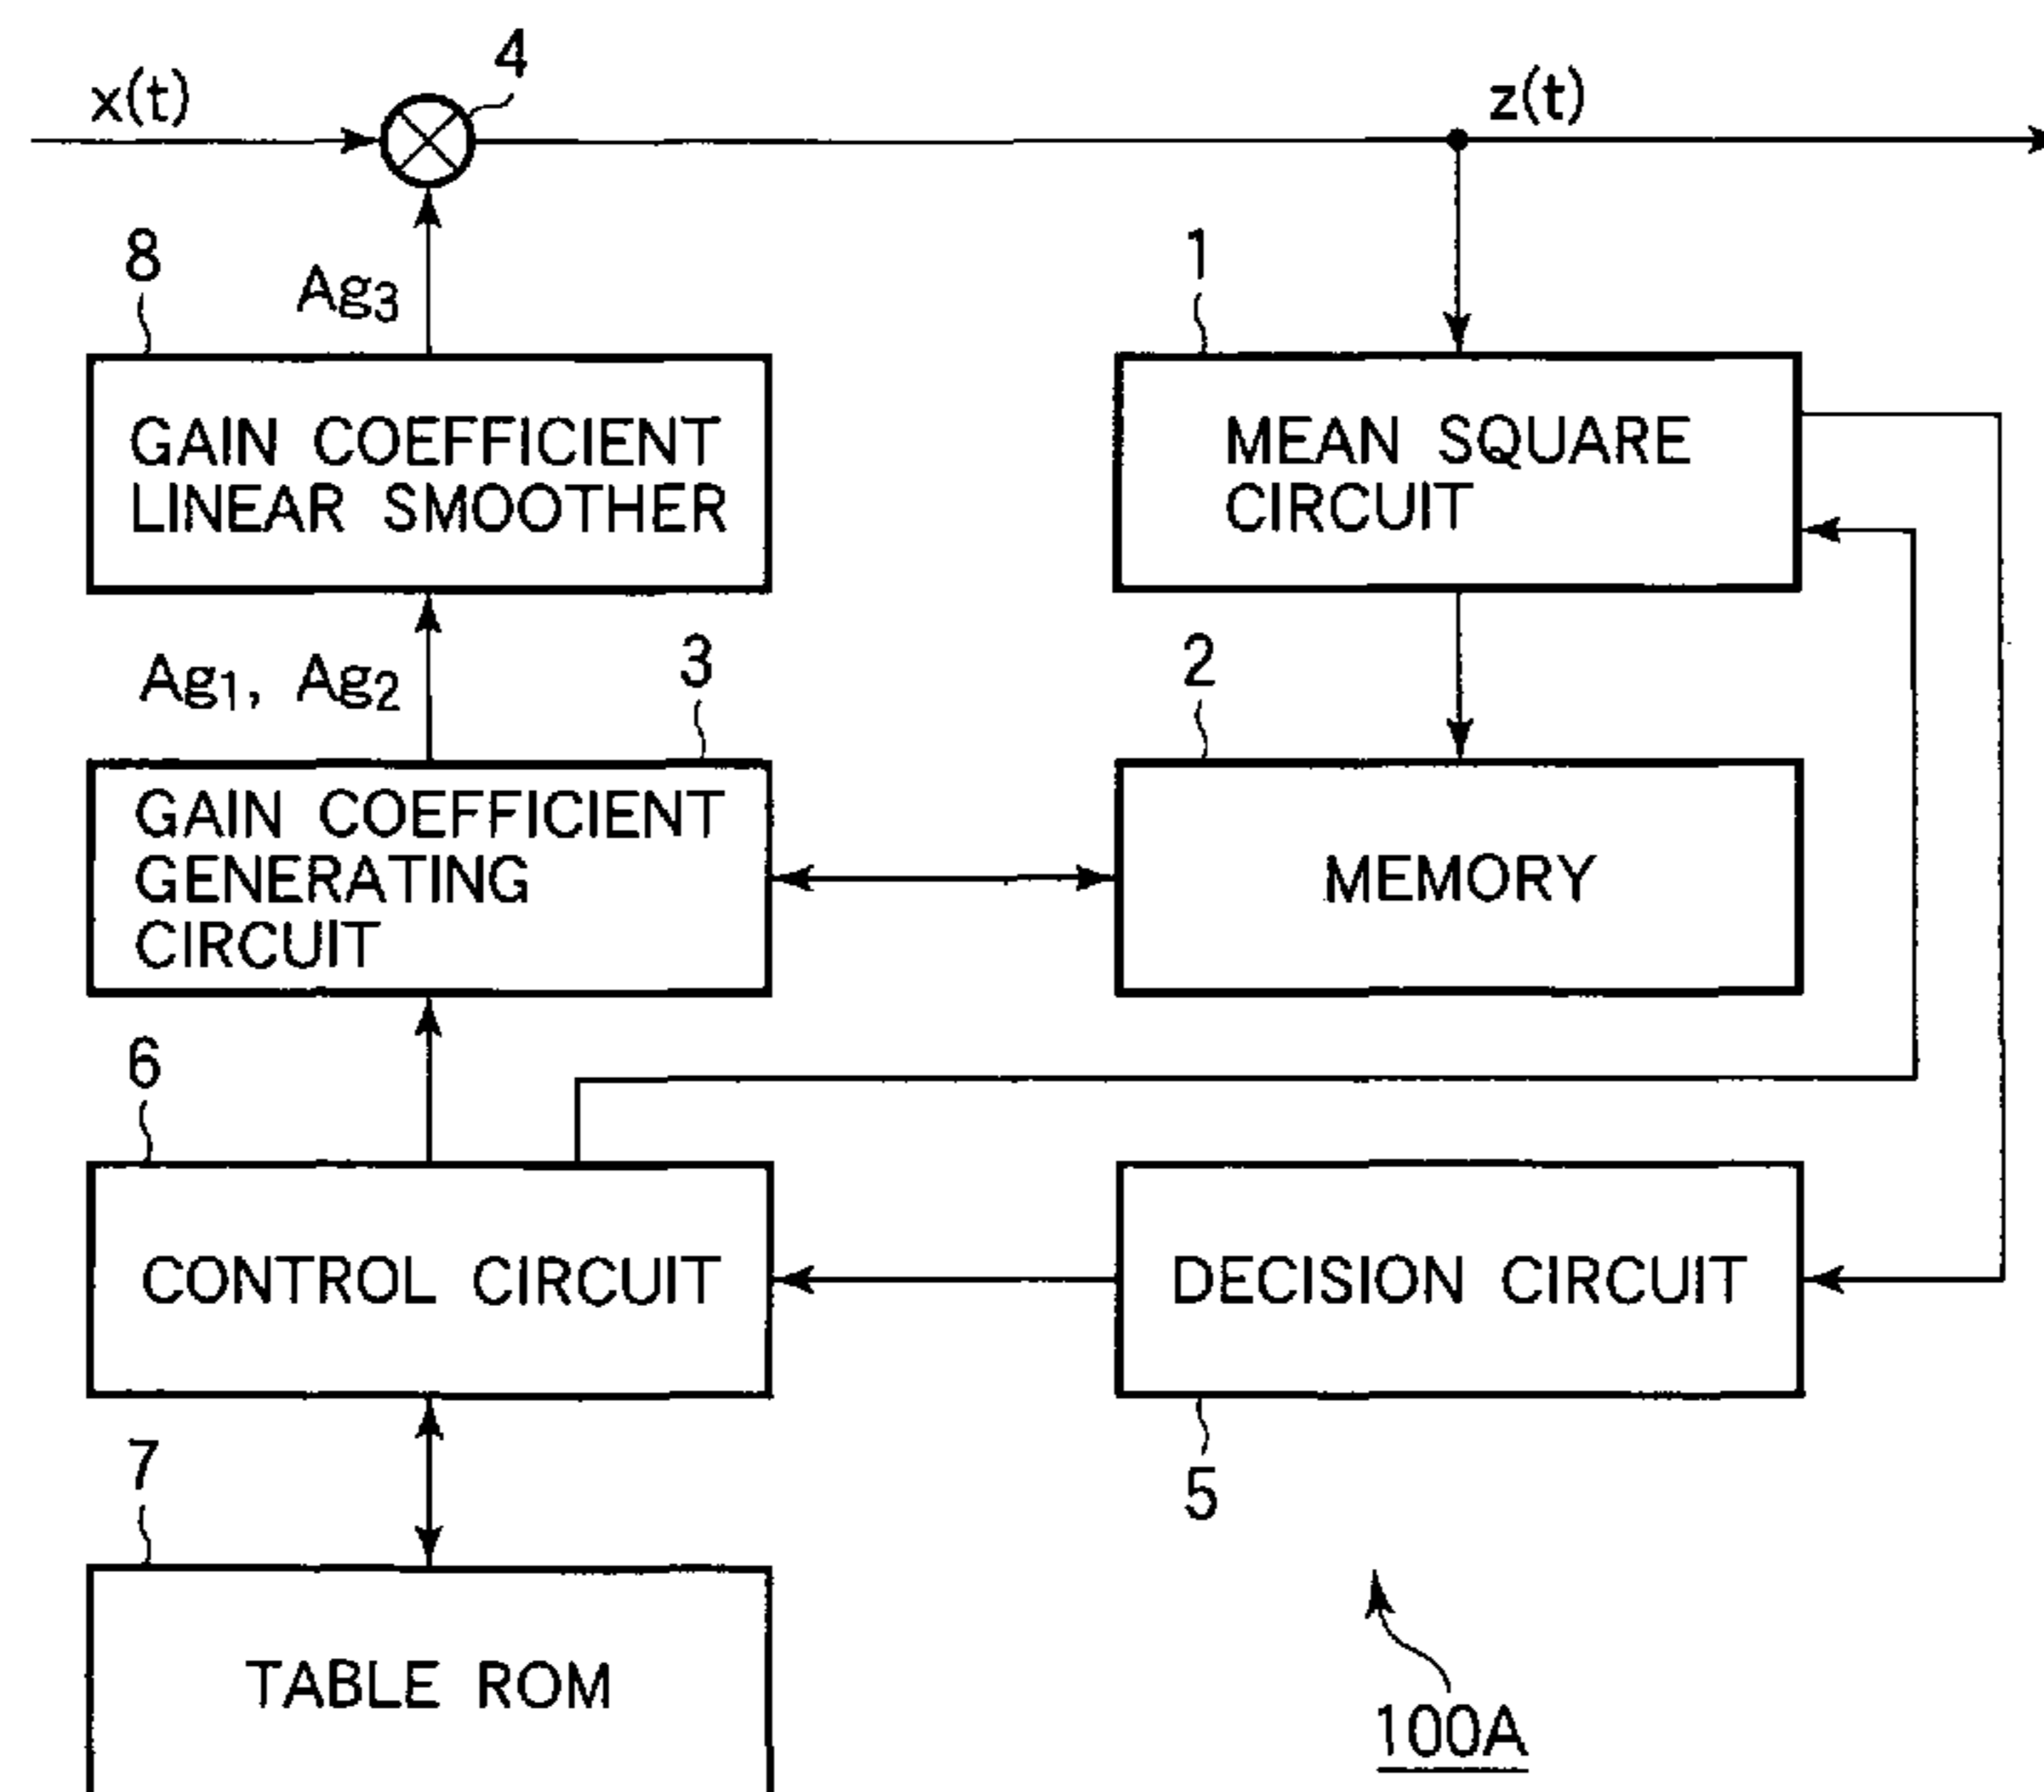 4
x(t)
z(t)
8
1
Ag3
GAIN COEFFICIENT
LINEAR SMOOTHER
MEAN SQUARE
CIRCUIT
3
2
Ag1, Ag2
GAIN COEFFICIENT
GENERATING
CIRCUIT
MEMORY
6
CONTROL CIRCUIT
DECISION CIRCUIT
7
5
TABLE ROM
100A